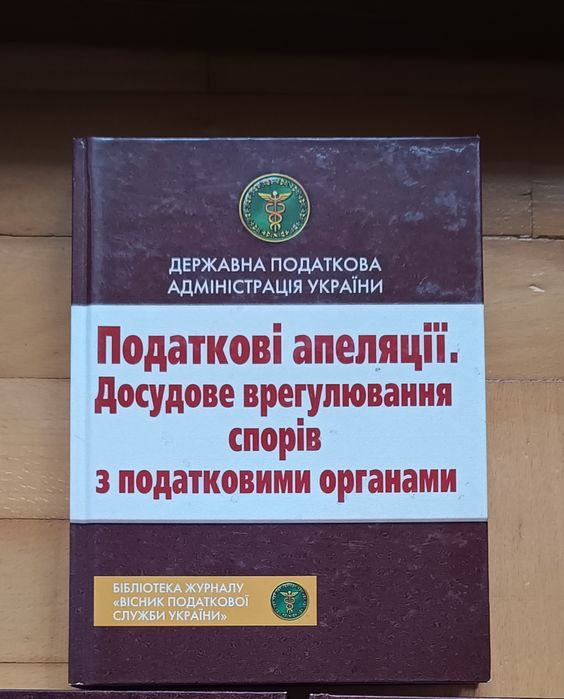 ДЕРЖАВНА ПОДАТКОВА
АДМІНІСТРАЦІЯ УКРАЇНИ
Податкові апеляції.
Досудове врегулювання
спорів
з податковими органами
БІБЛІОТЕКА ЖУРНАЛУ
«ВІСНИК ПОДАТКОВОЇ
СЛУЖБИ УКРАЇНИ»